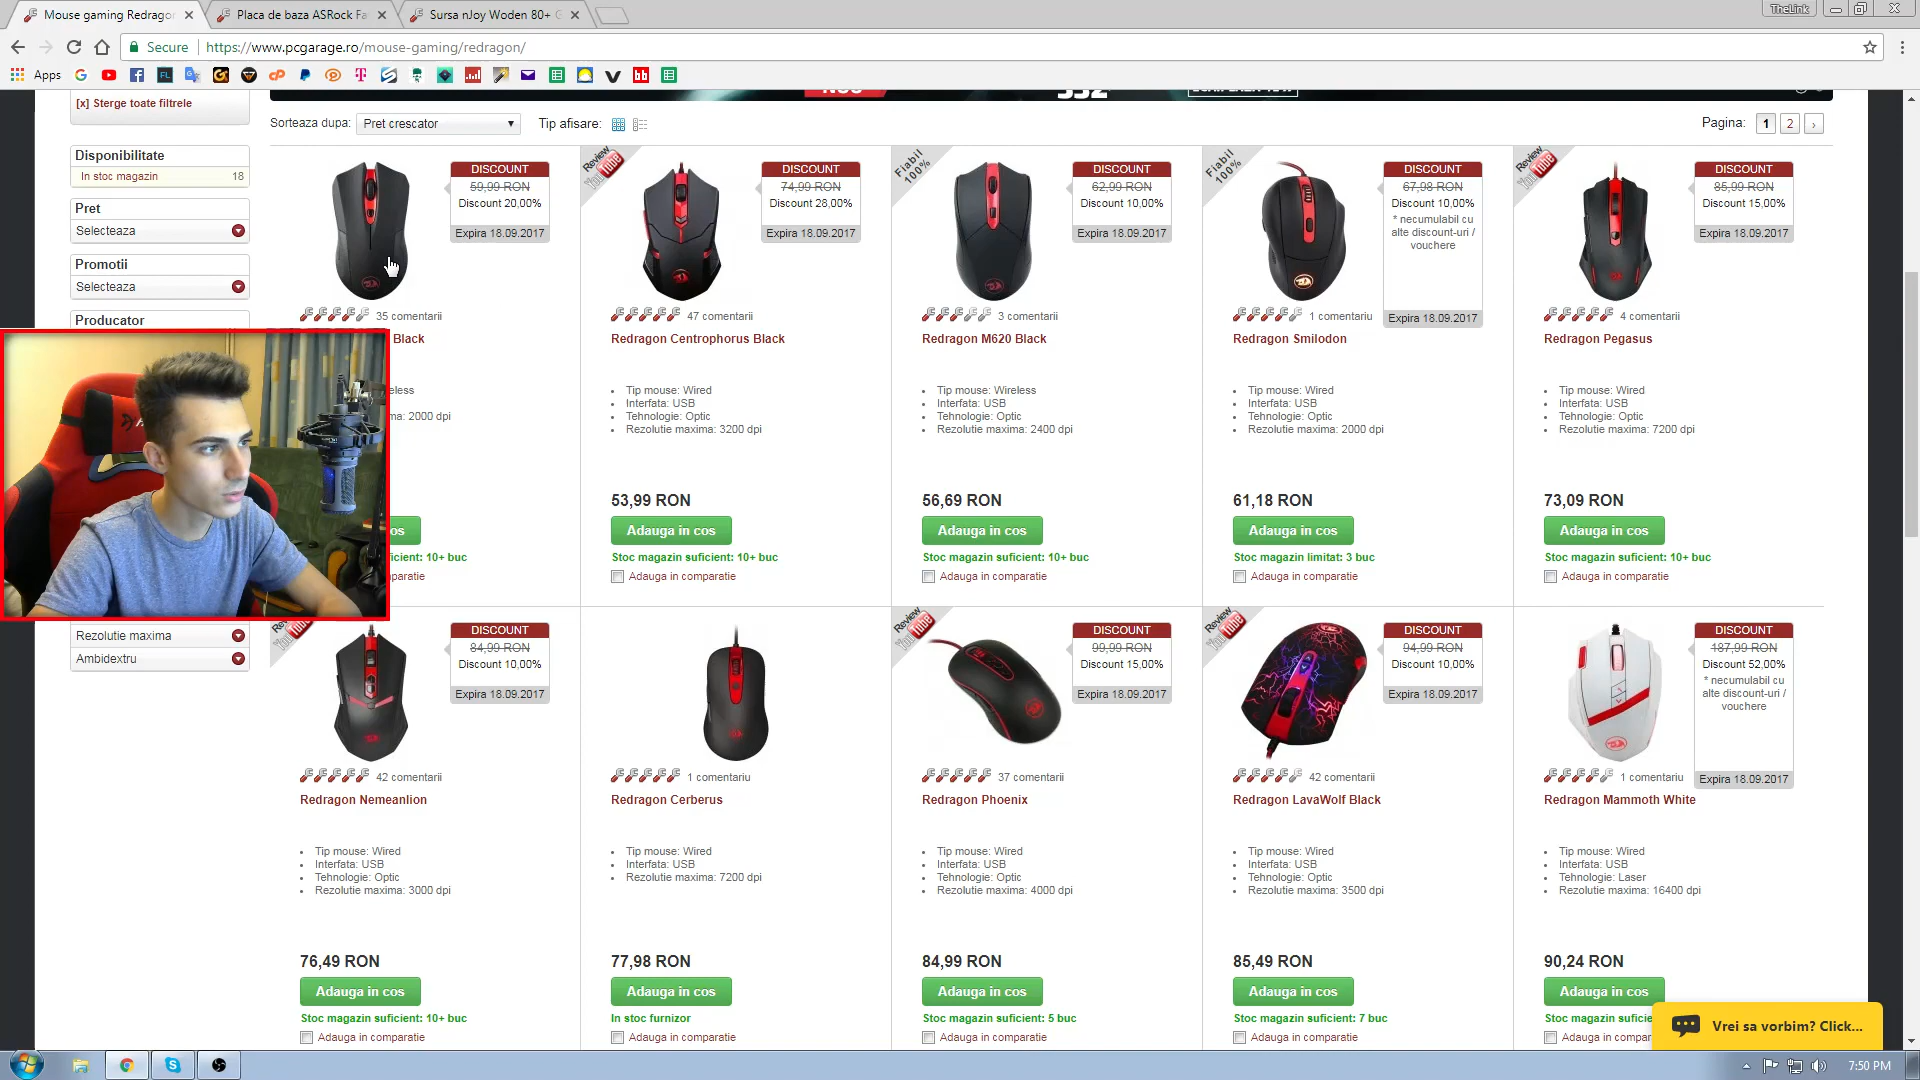 Mouse gaming Redragon
Placa de baza ASRock Fa
Sursa nJoy Woden 80+ G
TheLink
Secure
https://www.pcgarage.ro/mouse-gaming/redragon/
Apps
[x] Sterge toate filtrele
Sorteaza dupa: Pret crescator
Tip afisare:
Pagina: 1 2 ›
Disponibilitate
In stoc magazin 18
Pret
Selecteaza
Promotii
Selecteaza
Producator
Rezolutie maxima
Ambidextru
DISCOUNT
59,99 RON
Discount 20,00%
Expira 18.09.2017
35 comentarii
Black
2000 dpi
Review
YouTube
DISCOUNT
74,99 RON
Discount 28,00%
Expira 18.09.2017
47 comentarii
Redragon Centrophorus Black
Tip mouse: Wired
Interfata: USB
Tehnologie: Optic
Rezolutie maxima: 3200 dpi
53,99 RON
Adauga in cos
Stoc magazin suficient: 10+ buc
Adauga in comparatie
Fiabil
100%
DISCOUNT
62,99 RON
Discount 10,00%
Expira 18.09.2017
3 comentarii
Redragon M620 Black
Tip mouse: Wireless
Interfata: USB
Tehnologie: Optic
Rezolutie maxima: 2400 dpi
56,69 RON
Adauga in cos
Stoc magazin suficient: 10+ buc
Adauga in comparatie
Fiabil
100%
DISCOUNT
67,98 RON
Discount 10,00%
* necumulabil cu
alte discount-uri /
vouchere
Expira 18.09.2017
1 comentariu
Redragon Smilodon
Tip mouse: Wired
Interfata: USB
Tehnologie: Optic
Rezolutie maxima: 2000 dpi
61,18 RON
Adauga in cos
Stoc magazin limitat: 3 buc
Adauga in comparatie
Review
YouTube
DISCOUNT
85,99 RON
Discount 15,00%
Expira 18.09.2017
4 comentarii
Redragon Pegasus
Tip mouse: Wired
Interfata: USB
Tehnologie: Optic
Rezolutie maxima: 7200 dpi
73,09 RON
Adauga in cos
Stoc magazin suficient: 10+ buc
Adauga in comparatie
DISCOUNT
84,99 RON
Discount 10,00%
Expira 18.09.2017
42 comentarii
Redragon Nemeanlion
Tip mouse: Wired
Interfata: USB
Tehnologie: Optic
Rezolutie maxima: 3000 dpi
76,49 RON
Adauga in cos
Stoc magazin suficient: 10+ buc
Adauga in comparatie
1 comentariu
Redragon Cerberus
Tip mouse: Wired
Interfata: USB
Rezolutie maxima: 7200 dpi
77,98 RON
Adauga in cos
In stoc furnizor
Adauga in comparatie
Review
YouTube
DISCOUNT
99,99 RON
Discount 15,00%
Expira 18.09.2017
37 comentarii
Redragon Phoenix
Tip mouse: Wired
Interfata: USB
Tehnologie: Optic
Rezolutie maxima: 4000 dpi
84,99 RON
Adauga in cos
Stoc magazin suficient: 5 buc
Adauga in comparatie
Review
YouTube
DISCOUNT
94,99 RON
Discount 10,00%
Expira 18.09.2017
42 comentarii
Redragon LavaWolf Black
Tip mouse: Wired
Interfata: USB
Tehnologie: Optic
Rezolutie maxima: 3500 dpi
85,49 RON
Adauga in cos
Stoc magazin suficient: 7 buc
Adauga in comparatie
DISCOUNT
187,99 RON
Discount 52,00%
* necumulabil cu
alte discount-uri /
vouchere
Expira 18.09.2017
1 comentariu
Redragon Mammoth White
Tip mouse: Wired
Interfata: USB
Tehnologie: Laser
Rezolutie maxima: 16400 dpi
90,24 RON
Adauga in cos
Stoc magazin
Adauga in comparatie
Vrei sa vorbim? Click...
7:50 PM